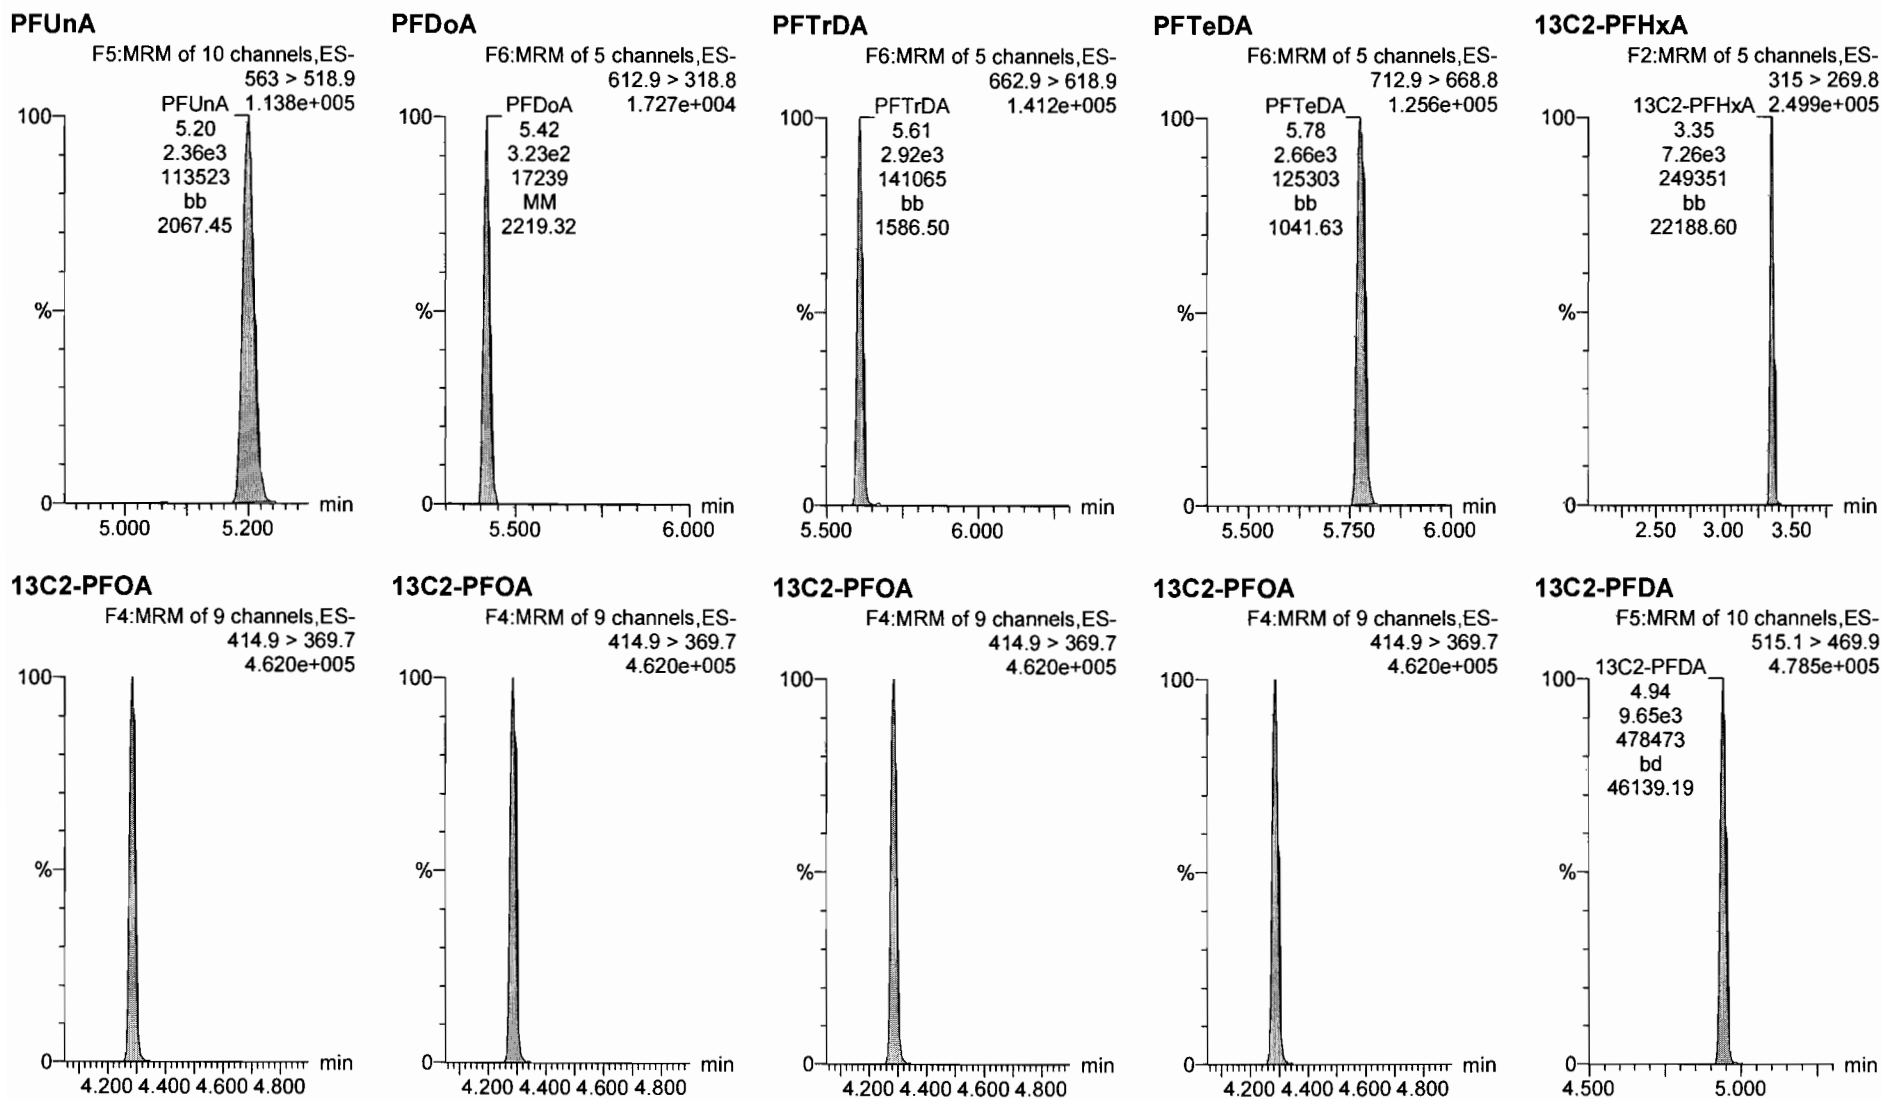 PFUnA
F5:MRM of 10 channels,ES-
563 > 518.9
1.138e+005
PFUnA
5.20
2.36e3
113523
bb
2067.45
100
%
0
5.000 5.200
min
PFDoA
F6:MRM of 5 channels,ES-
612.9 > 318.8
1.727e+004
PFDoA
5.42
3.23e2
17239
MM
2219.32
100
%
0
5.500 6.000
min
PFTrDA
F6:MRM of 5 channels,ES-
662.9 > 618.9
1.412e+005
PFTrDA
5.61
2.92e3
141065
bb
1586.50
100
%
0
5.500 6.000
min
PFTeDA
F6:MRM of 5 channels,ES-
712.9 > 668.8
1.256e+005
PFTeDA
5.78
2.66e3
125303
bb
1041.63
100
%
0
5.500 5.750 6.000
min
13C2-PFHxA
F2:MRM of 5 channels,ES-
315 > 269.8
2.499e+005
13C2-PFHxA
3.35
7.26e3
249351
bb
22188.60
100
%
0
2.50 3.00 3.50
min
13C2-PFOA
F4:MRM of 9 channels,ES-
414.9 > 369.7
4.620e+005
100
%
0
4.200 4.400 4.600 4.800
min
13C2-PFOA
F4:MRM of 9 channels,ES-
414.9 > 369.7
4.620e+005
100
%
0
4.200 4.400 4.600 4.800
min
13C2-PFOA
F4:MRM of 9 channels,ES-
414.9 > 369.7
4.620e+005
100
%
0
4.200 4.400 4.600 4.800
min
13C2-PFOA
F4:MRM of 9 channels,ES-
414.9 > 369.7
4.620e+005
100
%
0
4.200 4.400 4.600 4.800
min
13C2-PFDA
F5:MRM of 10 channels,ES-
515.1 > 469.9
4.785e+005
13C2-PFDA
4.94
9.65e3
478473
bd
46139.19
100
%
0
4.500 5.000
min